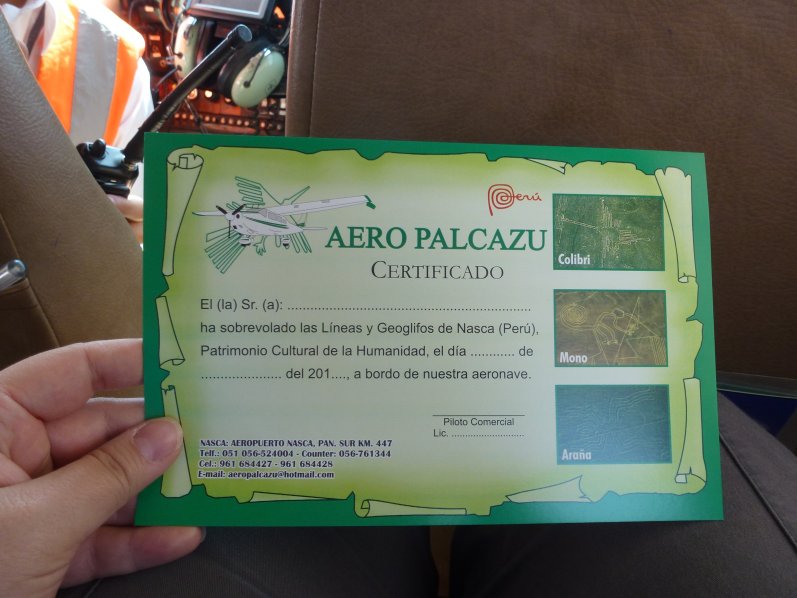 Perú
AERO PALCAZU
CERTIFICADO
El (la) Sr. (a): ................................................................
ha sobrevolado las Líneas y Geoglifos de Nasca (Perú),
Patrimonio Cultural de la Humanidad, el día ............ de
...................... del 201...., a bordo de nuestra aeronave.
Piloto Comercial
Lic. ............................
NASCA: AEROPUERTO NASCA, PAN. SUR KM. 447
Telf.: 051 056-524004 - Counter: 056-761344
Cel.: 961 684427 - 961 684428
E-mail: aeropalcazu@hotmail.com
Colibri
Mono
Araña